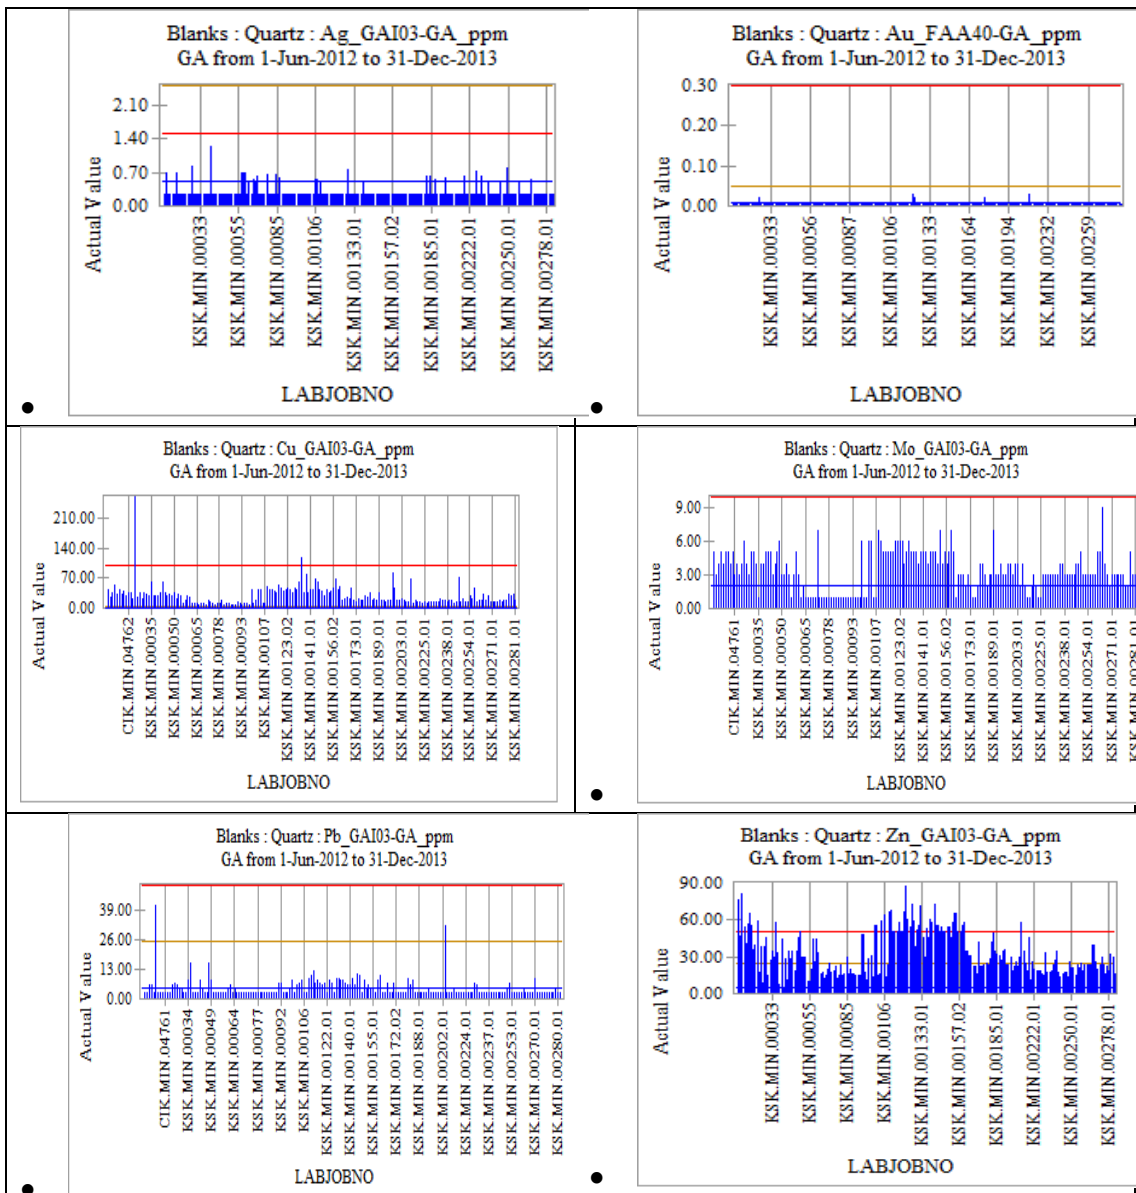 Blanks : Quartz : Ag_GAI03-GA_ppm
GA from 1-Jun-2012 to 31-Dec-2013
2.10
1.40
0.70
0.00
Actual Value
KSK.MIN.00033
KSK.MIN.00055
KSK.MIN.00085
KSK.MIN.00106
KSK.MIN.00133.01
KSK.MIN.00157.02
KSK.MIN.00185.01
KSK.MIN.00222.01
KSK.MIN.00250.01
KSK.MIN.00278.01
LABJOBNO
Blanks : Quartz : Au_FAA40-GA_ppm
GA from 1-Jun-2012 to 31-Dec-2013
0.30
0.20
0.10
0.00
Actual Value
KSK.MIN.00033
KSK.MIN.00056
KSK.MIN.00087
KSK.MIN.00106
KSK.MIN.00133
KSK.MIN.00164
KSK.MIN.00194
KSK.MIN.00232
KSK.MIN.00259
LABJOBNO
Blanks : Quartz : Cu_GAI03-GA_ppm
GA from 1-Jun-2012 to 31-Dec-2013
210.00
140.00
70.00
0.00
Actual Value
CIK.MIN.04762
KSK.MIN.00035
KSK.MIN.00050
KSK.MIN.00065
KSK.MIN.00078
KSK.MIN.00093
KSK.MIN.00107
KSK.MIN.00123.02
KSK.MIN.00141.01
KSK.MIN.00156.02
KSK.MIN.00173.01
KSK.MIN.00189.01
KSK.MIN.00203.01
KSK.MIN.00225.01
KSK.MIN.00238.01
KSK.MIN.00254.01
KSK.MIN.00271.01
KSK.MIN.00281.01
LABJOBNO
Blanks : Quartz : Mo_GAI03-GA_ppm
GA from 1-Jun-2012 to 31-Dec-2013
9.00
6.00
3.00
0.00
Actual Value
CIK.MIN.04761
KSK.MIN.00035
KSK.MIN.00050
KSK.MIN.00065
KSK.MIN.00078
KSK.MIN.00093
KSK.MIN.00107
KSK.MIN.00123.02
KSK.MIN.00141.01
KSK.MIN.00156.02
KSK.MIN.00173.01
KSK.MIN.00189.01
KSK.MIN.00203.01
KSK.MIN.00225.01
KSK.MIN.00238.01
KSK.MIN.00254.01
KSK.MIN.00271.01
KSK.MIN.00281.01
LABJOBNO
Blanks : Quartz : Pb_GAI03-GA_ppm
GA from 1-Jun-2012 to 31-Dec-2013
39.00
26.00
13.00
0.00
Actual Value
CIK.MIN.04761
KSK.MIN.00034
KSK.MIN.00049
KSK.MIN.00064
KSK.MIN.00077
KSK.MIN.00092
KSK.MIN.00106
KSK.MIN.00122.01
KSK.MIN.00140.01
KSK.MIN.00155.01
KSK.MIN.00172.02
KSK.MIN.00188.01
KSK.MIN.00202.01
KSK.MIN.00224.01
KSK.MIN.00237.01
KSK.MIN.00253.01
KSK.MIN.00270.01
KSK.MIN.00280.01
LABJOBNO
Blanks : Quartz : Zn_GAI03-GA_ppm
GA from 1-Jun-2012 to 31-Dec-2013
90.00
60.00
30.00
0.00
Actual Value
KSK.MIN.00033
KSK.MIN.00055
KSK.MIN.00085
KSK.MIN.00106
KSK.MIN.00133.01
KSK.MIN.00157.02
KSK.MIN.00185.01
KSK.MIN.00222.01
KSK.MIN.00250.01
KSK.MIN.00278.01
LABJOBNO